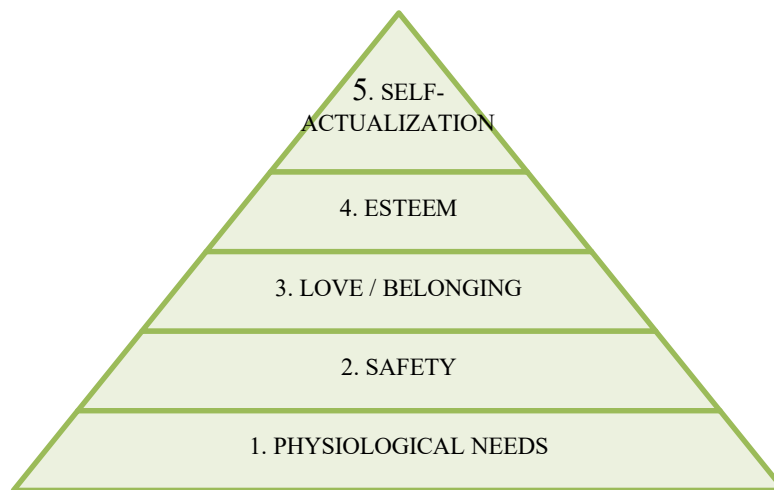 5. SELF-
ACTUALIZATION
4. ESTEEM
3. LOVE / BELONGING
2. SAFETY
1. PHYSIOLOGICAL NEEDS